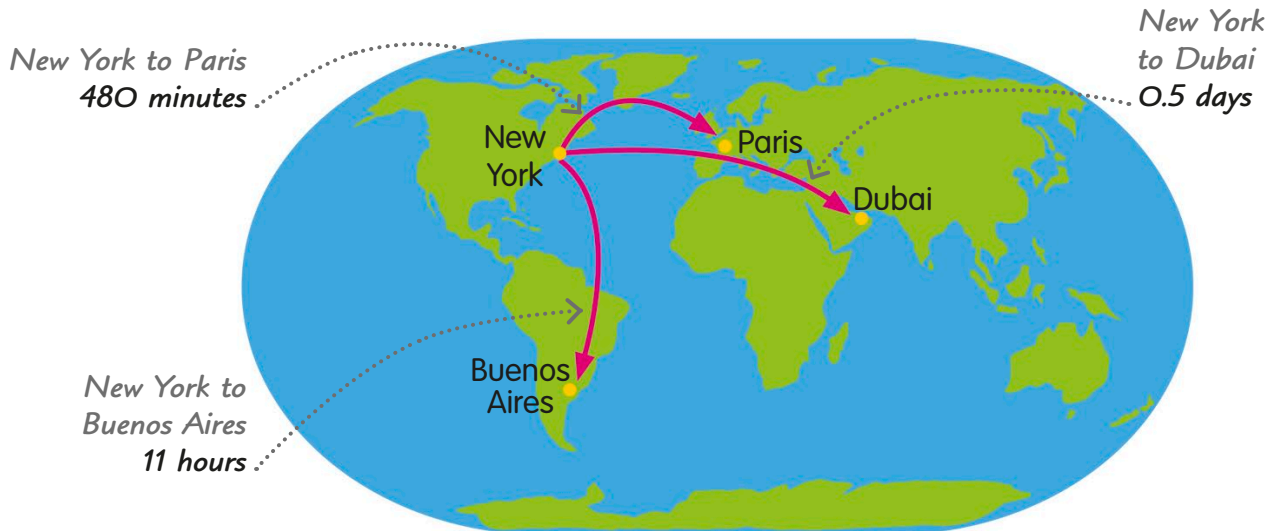 New York to Paris
480 minutes
New York
to Dubai
0.5 days
New
York
Paris
Dubai
Buenos
Aires
New York to
Buenos Aires
11 hours